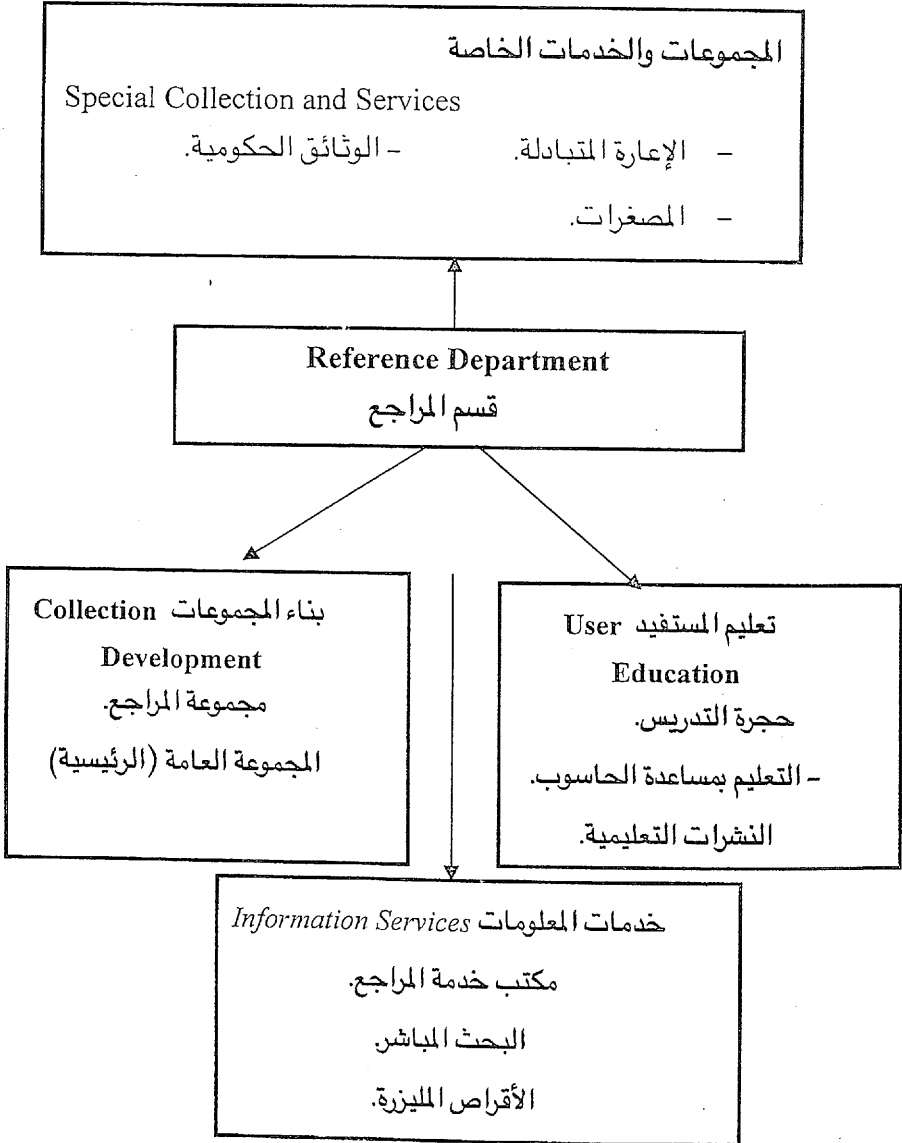 المجموعات والخدمات الخاصة
Special Collection and Services
- الإعارة المتبادلة. - الوثائق الحكومية.
- المصغرات.
Reference Department
قسم المراجع
بناء المجموعات Collection
Development
مجموعة المراجع.
المجموعة العامة (الرئيسية)
تعليم المستفيد User
Education
حجرة التدريس.
- التعليم بمساعدة الحاسوب.
النشرات التعليمية.
خدمات المعلومات Information Services
مكتب خدمة المراجع.
البحث المباشر.
الأقراص المليزرة.